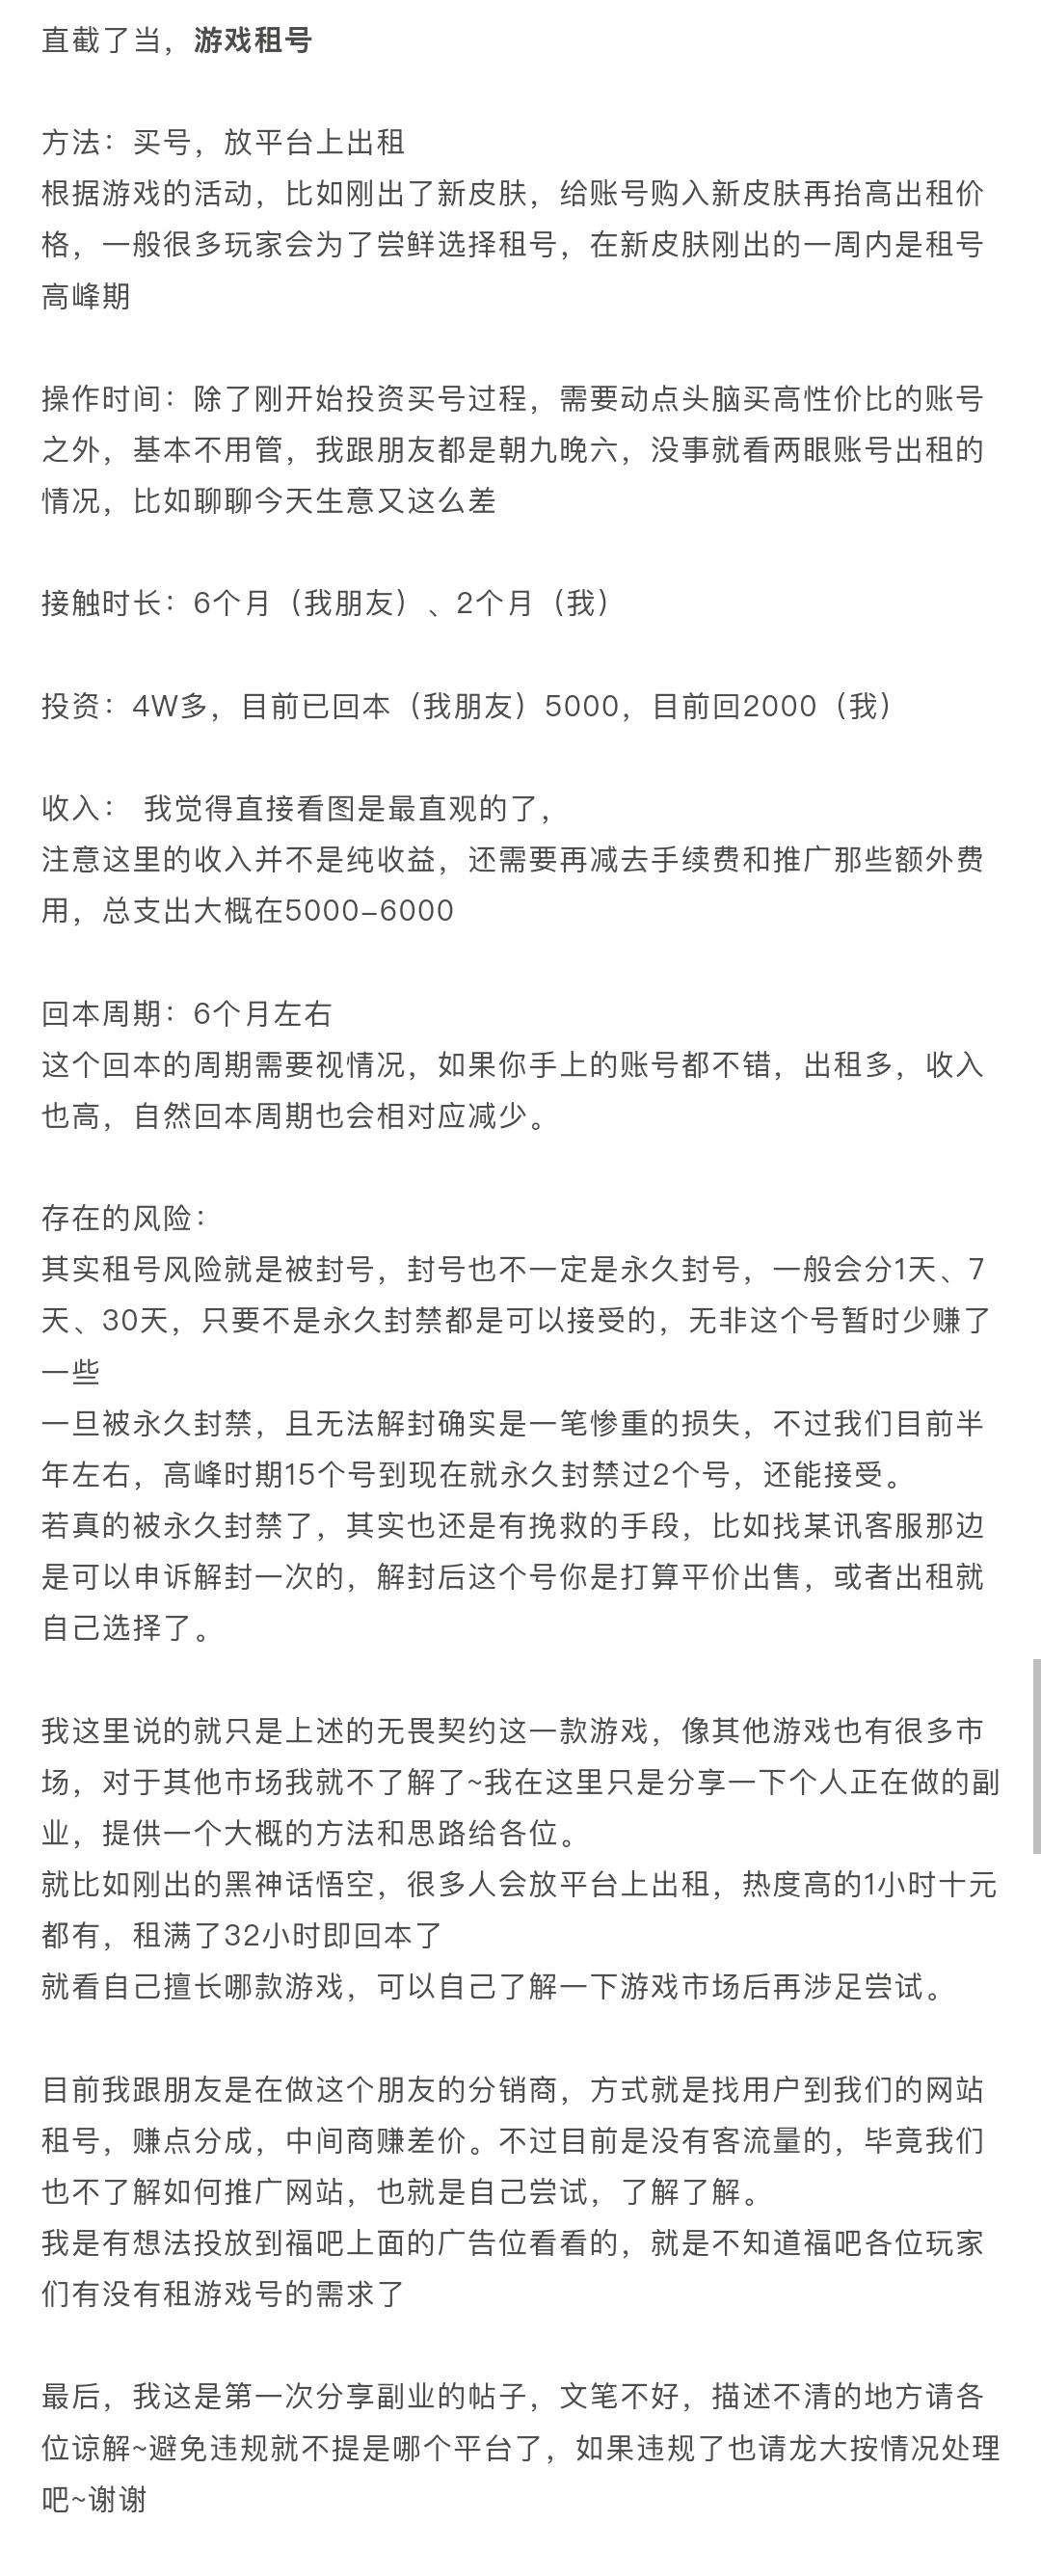 直截了当，游戏租号
方法：买号，放平台上出租
根据游戏的活动，比如刚出了新皮肤，给账号购入新皮肤再抬高出租价
格，一般很多玩家会为了尝鲜选择租号，在新皮肤刚出的一周内是租号
高峰期
操作时间：除了刚开始投资买号过程，需要动点头脑买高性价比的账号
之外，基本不用管，我跟朋友都是朝九晚六，没事就看两眼账号出租的
情况，比如聊聊今天生意又这么差
接触时长：6个月（我朋友）、2个月（我）
投资：4W多，目前已回本（我朋友）5000，目前回2000（我）
收入： 我觉得直接看图是最直观的了，
注意这里的收入并不是纯收益，还需要再减去手续费和推广那些额外费
用，总支出大概在5000-6000
回本周期：6个月左右
这个回本的周期需要视情况，如果你手上的账号都不错，出租多，收入
也高，自然回本周期也会相对应减少。
存在的风险：
其实租号风险就是被封号，封号也不一定是永久封号，一般会分1天、7
天、30天，只要不是永久封禁都是可以接受的，无非这个号暂时少赚了
一些
一旦被永久封禁，且无法解封确实是一笔惨重的损失，不过我们目前半
年左右，高峰时期15个号到现在就永久封禁过2个号，还能接受。
若真的被永久封禁了，其实也还是有挽救的手段，比如找某讯客服那边
是可以申诉解封一次的，解封后这个号你是打算平价出售，或者出租就
自己选择了。
我这里说的就只是上述的无畏契约这一款游戏，像其他游戏也有很多市
场，对于其他市场我就不了解了~我在这里只是分享一下个人正在做的副
业，提供一个大概的方法和思路给各位。
就比如刚出的黑神话悟空，很多人会放平台上出租，热度高的1小时十元
都有，租满了32小时即回本了
就看自己擅长哪款游戏，可以自己了解一下游戏市场后再涉足尝试。
目前我跟朋友是在做这个朋友的分销商，方式就是找用户到我们的网站
租号，赚点分成，中间商赚差价。不过目前是没有客流量的，毕竟我们
也不了解如何推广网站，也就是自己尝试，了解了解。
我是有想法投放到福吧上面的广告位看看的，就是不知道福吧各位玩家
们有没有租游戏号的需求了
最后，我这是第一次分享副业的帖子，文笔不好，描述不清的地方请各
位谅解~避免违规就不提是哪个平台了，如果违规了也请龙大按情况处理
吧~谢谢